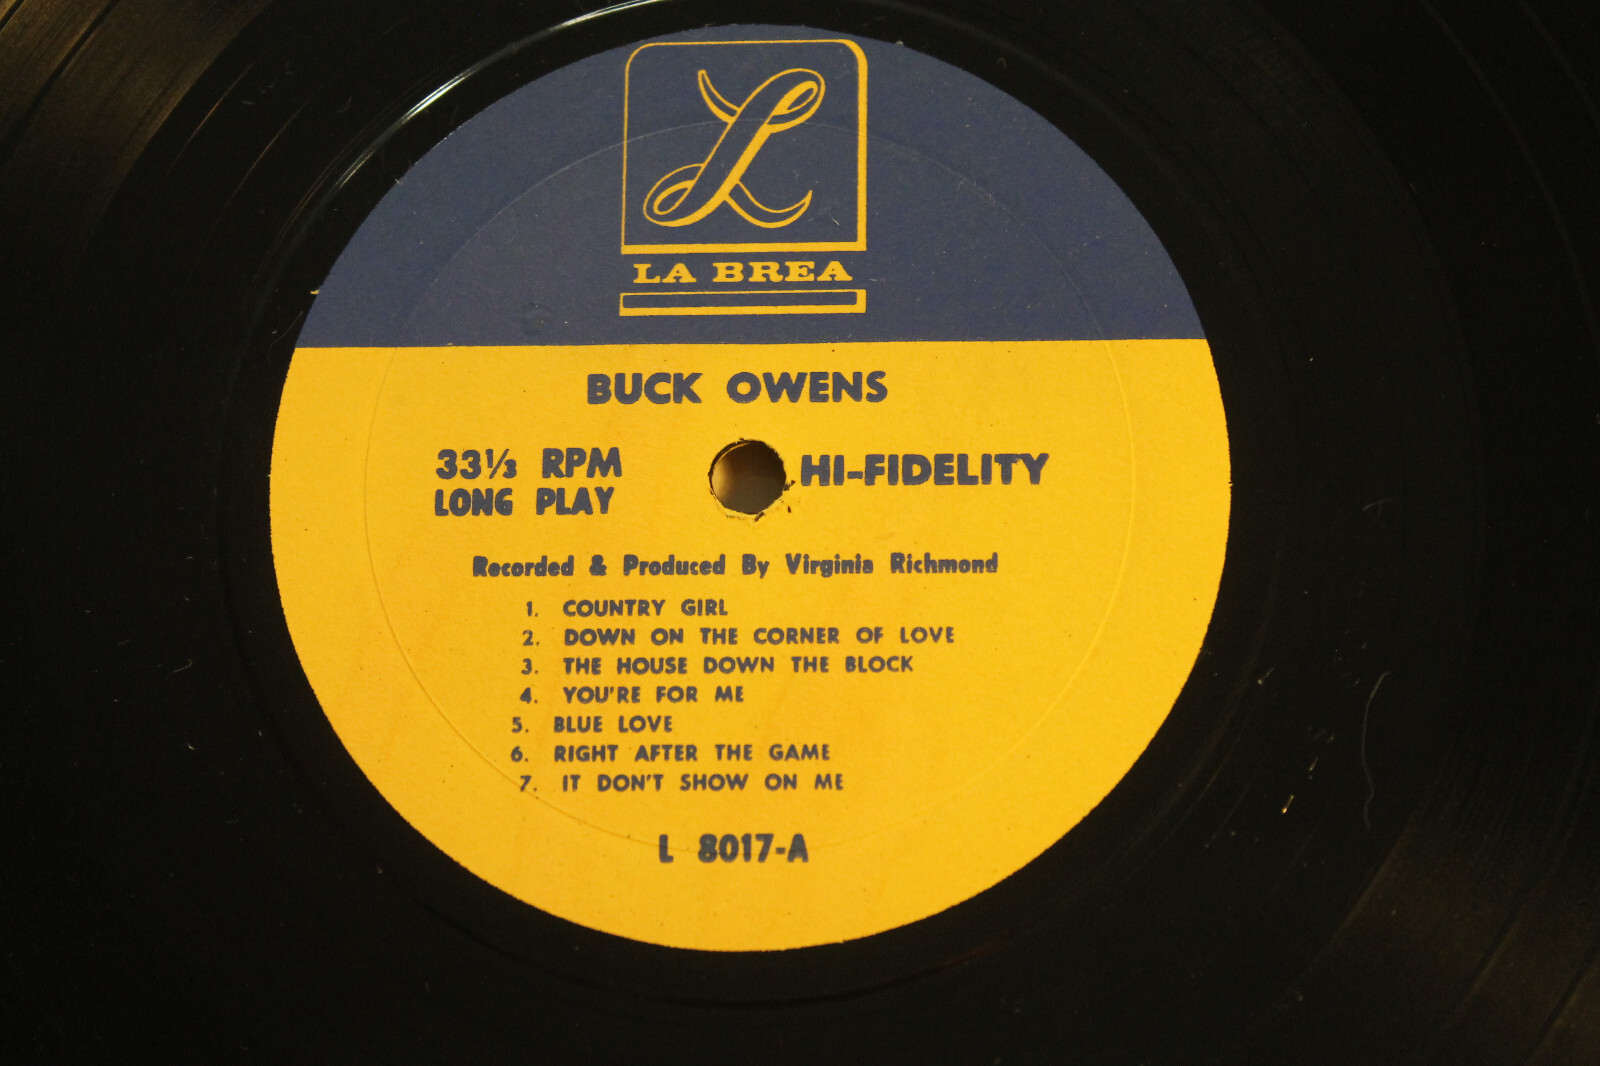 L
LA BREA
BUCK OWENS
33⅓ RPM
LONG PLAY
HI-FIDELITY
Recorded & Produced By Virginia Richmond
1. COUNTRY GIRL
2. DOWN ON THE CORNER OF LOVE
3. THE HOUSE DOWN THE BLOCK
4. YOU'RE FOR ME
5. BLUE LOVE
6. RIGHT AFTER THE GAME
7. IT DON'T SHOW ON ME
L 8017-A